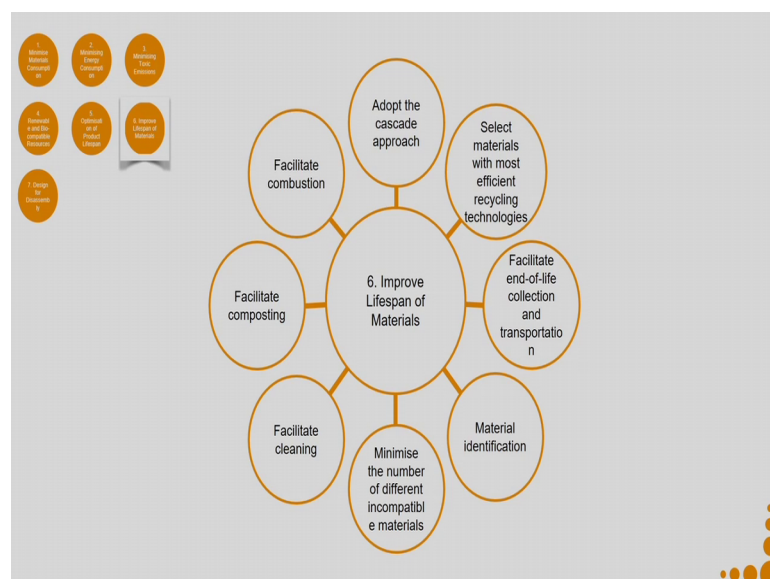 1.
Minimise
Materials
Consumpti
on
2.
Minimising
Energy
Consumpti
on
3.
Minimising
Toxic
Emissions
4.
Renewabl
e and Bio-
compatible
Resources
5.
Optimisati
on of
Product
Lifespan
6. Improve
Lifespan of
Materials
7. Design
for
Disassembl
y
Adopt the
cascade
approach
Select
materials
with most
efficient
recycling
technologies
Facilitate
end-of-life
collection
and
transportatio
n
Material
identification
Minimise
the number
of different
incompatibl
e materials
Facilitate
cleaning
Facilitate
composting
Facilitate
combustion
6. Improve
Lifespan of
Materials